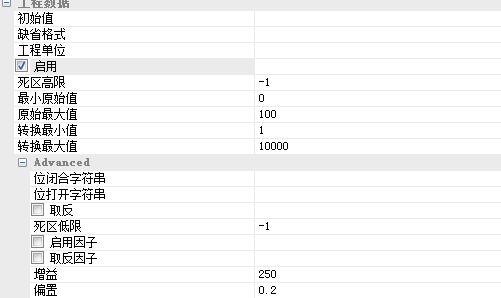 工程数据
初始值
缺省格式
工程单位
启用
死区高限 -1
最小原始值 0
原始最大值 100
转换最小值 1
转换最大值 10000
Advanced
位闭合字符串
位打开字符串
取反
死区低限 -1
启用因子
取反因子
增益 250
偏置 0.2